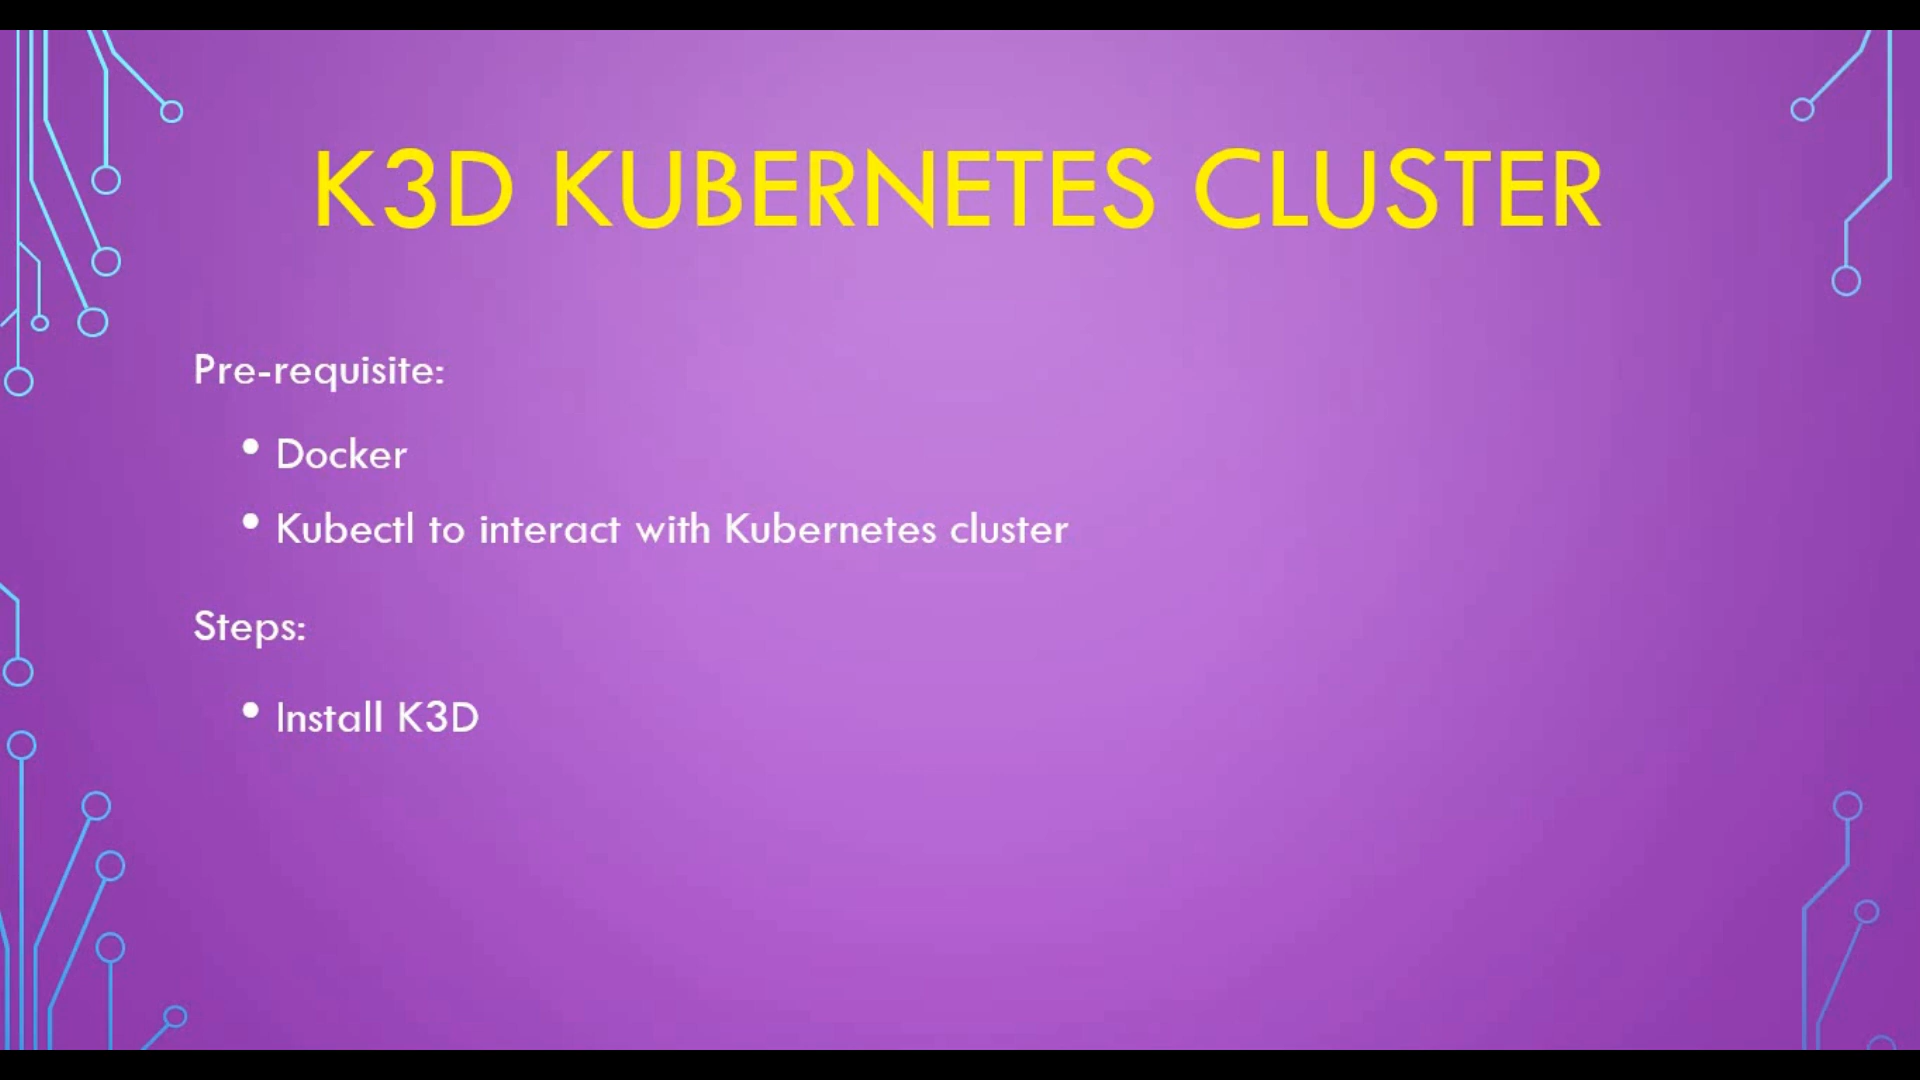 K3D KUBERNETES CLUSTER
Pre-requisite:
• Docker
• Kubectl to interact with Kubernetes cluster
Steps:
• Install K3D